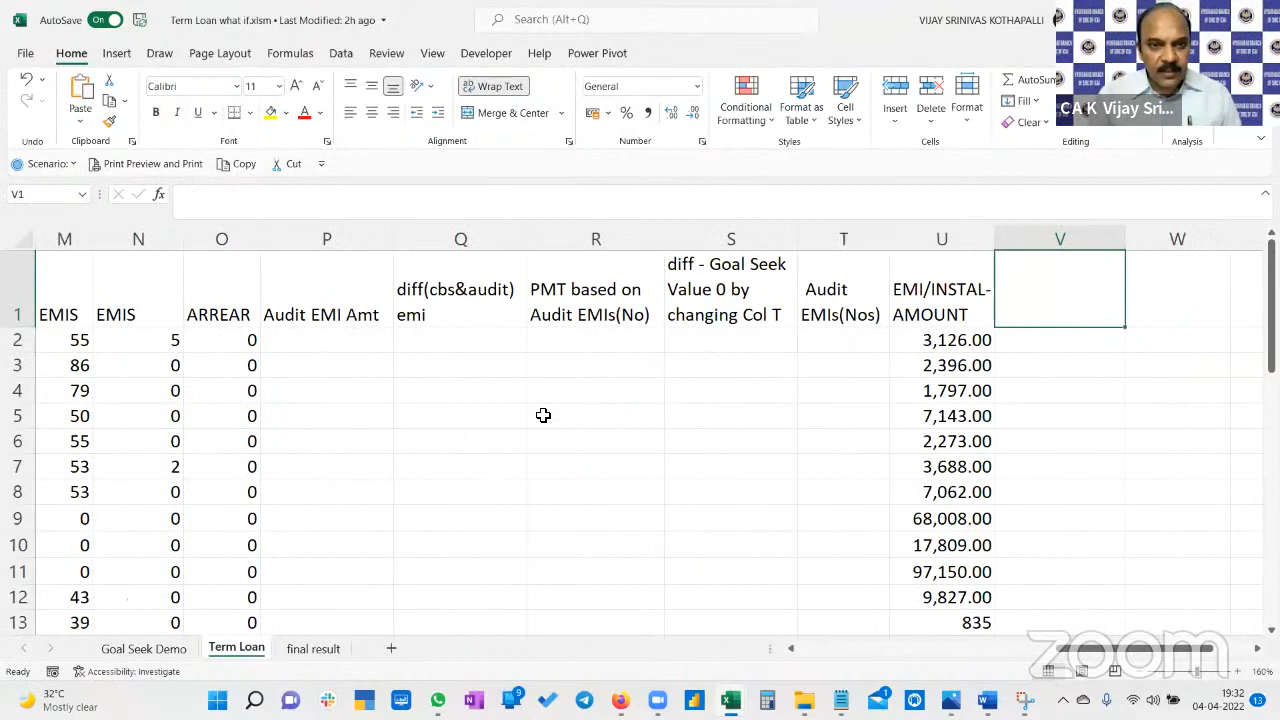 AutoSave On Term Loan what if.xlsm • Last Modified: 2h ago Search (Alt+Q) VIJAY SRINIVAS KOTHAPALLI
File Home Insert Draw Page Layout Formulas Data Review View Developer Help Power Pivot
Calibri 11 Wrap Text General AutoSum
Paste Merge & Center Conditional Formatting Format as Table Cell Styles Insert Delete Format Fill Clear
Undo Clipboard Font Alignment Number Styles Cells Editing Analysis
C A K Vijay Sri...
Scenario: Print Preview and Print Copy Cut
V1 fx
M N O P Q R S T U V W
1 EMIS EMIS ARREAR Audit EMI Amt diff(cbs&audit) emi PMT based on Audit EMIs(No) diff - Goal Seek Value 0 by changing Col T Audit EMIs(Nos) EMI/INSTAL-AMOUNT
2 55 5 0 3,126.00
3 86 0 0 2,396.00
4 79 0 0 1,797.00
5 50 0 0 7,143.00
6 55 0 0 2,273.00
7 53 2 0 3,688.00
8 53 0 0 7,062.00
9 0 0 0 68,008.00
10 0 0 0 17,809.00
11 0 0 0 97,150.00
12 43 0 0 9,827.00
13 39 0 0 835
Goal Seek Demo Term Loan final result
zoom
Ready Accessibility: Investigate 160%
32°C
Mostly clear
9
19:32
04-04-2022
13